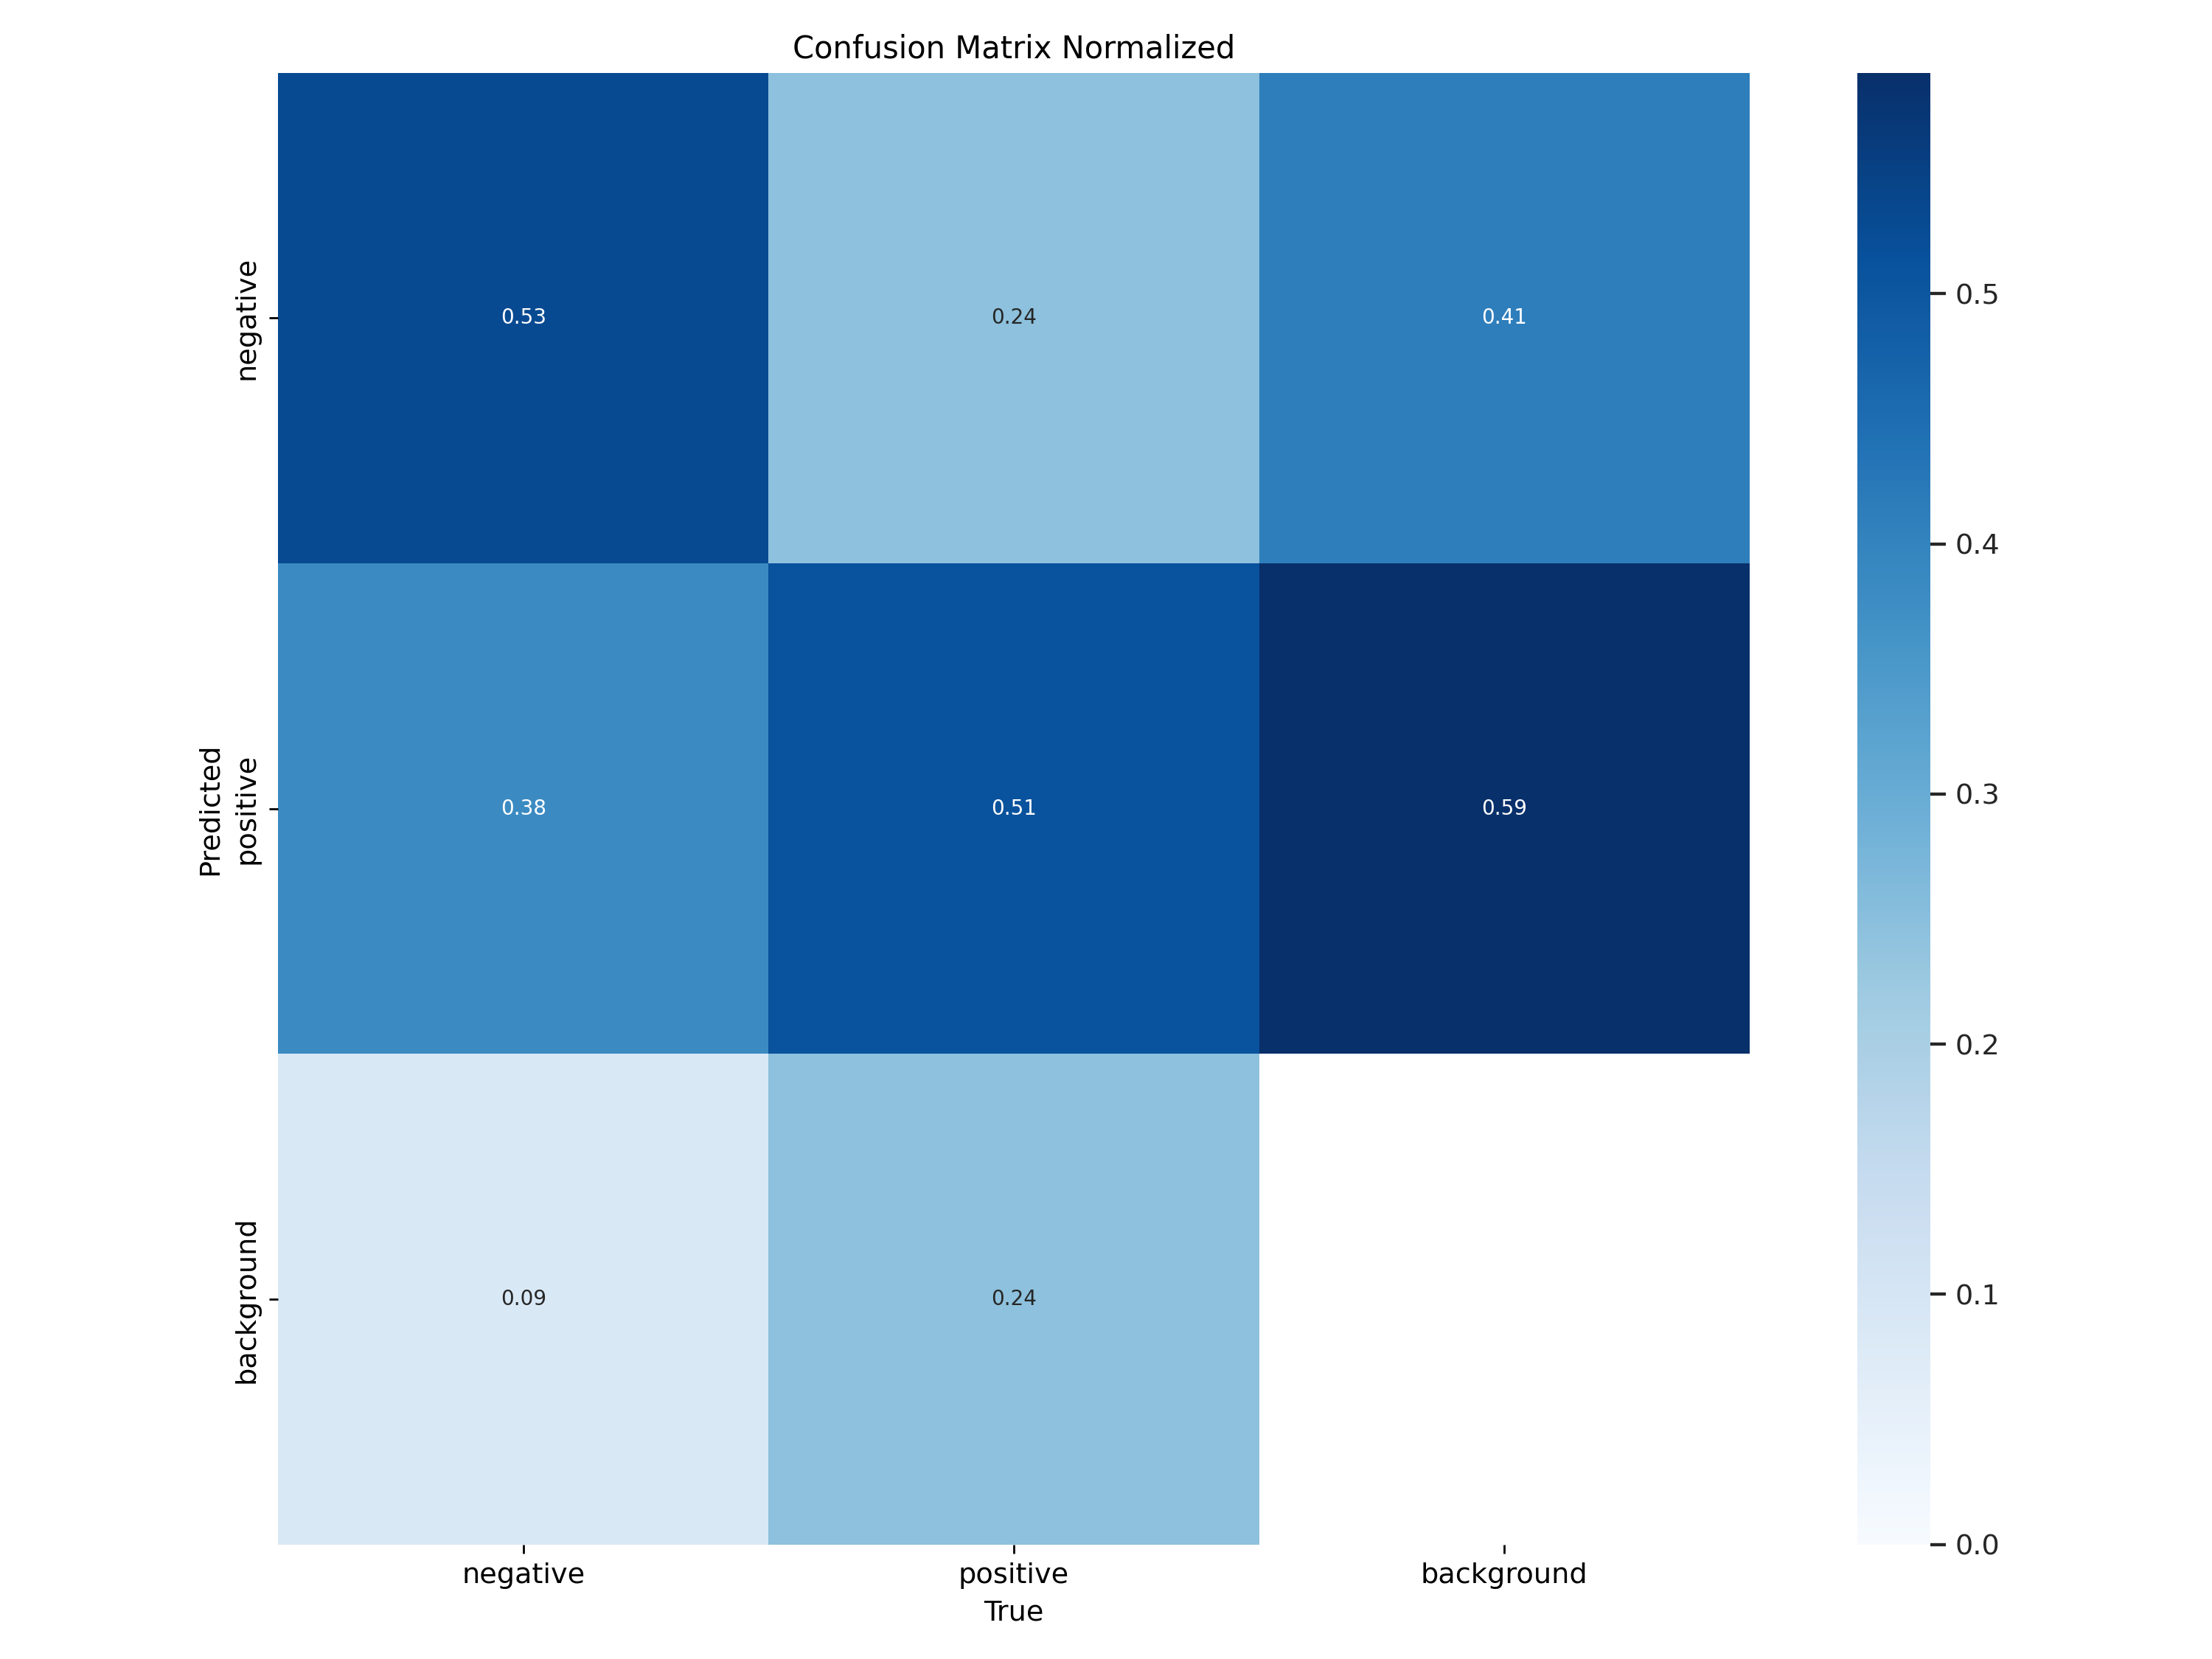 Confusion Matrix Normalized
negative
0.53
0.24
0.41
0.5
0.4
Predicted
positive
0.38
0.51
0.59
0.3
0.2
background
0.09
0.24
0.1
0.0
negative
positive
background
True